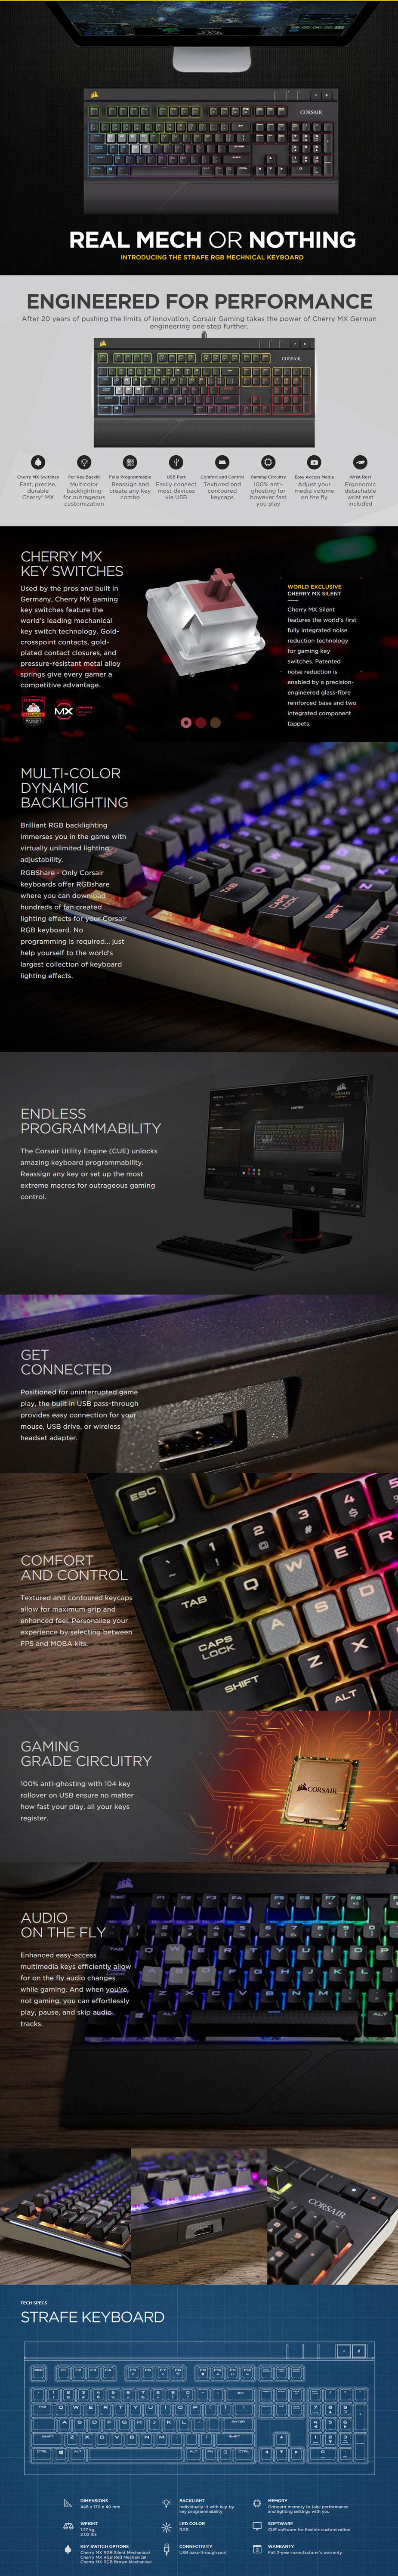 CORSAIR
REAL MECH OR NOTHING
INTRODUCING THE STRAFE RGB MECHNICAL KEYBOARD
ENGINEERED FOR PERFORMANCE
After 20 years of pushing the limits of innovation, Corsair Gaming takes the power of Cherry MX German
engineering one step further.
CORSAIR
Cherry MX Switches
Fast, precise,
durable
Cherry® MX
Per Key Backlit
Multicolor
backlighting
for outrageous
customization
Fully Programmable
Reassign and
create any key
combo
USB Port
Easily connect
most devices
via USB
Comfort and Control
Textured and
contoured
keycaps
Gaming Circuitry
100% anti-
ghosting for
however fast
you play
Easy Access Media
Adjust your
media volume
on the fly
Wrist Rest
Ergonomic
detachable
wrist rest
included
CHERRY MX
KEY SWITCHES
Used by the pros and built in
Germany, Cherry MX gaming
key switches feature the
world's leading mechanical
key switch technology. Gold-
crosspoint contacts, gold-
plated contact closures, and
pressure-resistant metal alloy
springs give every gamer a
competitive advantage.
MX
WORLD EXCLUSIVE
CHERRY MX SILENT
Cherry MX Silent
features the world's first
fully integrated noise
reduction technology
for gaming key
switches. Patented
noise reduction is
enabled by a precision-
engineered glass-fibre
reinforced base and two
integrated component
tappets.
MULTI-COLOR
DYNAMIC
BACKLIGHTING
Brilliant RGB backlighting
immerses you in the game with
virtually unlimited lighting
adjustability.
RGBShare - Only Corsair
keyboards offer RGBshare
where you can download
hundreds of fan created
lighting effects for your Corsair
RGB keyboard. No
programming is required... just
help yourself to the world's
largest collection of keyboard
lighting effects.
TAB
CAPS
LOCK
SHIFT
CTRL
ENDLESS
PROGRAMMABILITY
The Corsair Utility Engine (CUE) unlocks
amazing keyboard programmability.
Reassign any key or set up the most
extreme macros for outrageous gaming
control.
GET
CONNECTED
Positioned for uninterrupted game
play, the built in USB pass-through
provides easy connection for your
mouse, USB drive, or wireless
headset adapter.
COMFORT
AND CONTROL
Textured and contoured keycaps
allow for maximum grip and
enhanced feel. Personalize your
experience by selecting between
FPS and MOBA kits.
ESC
1 2 3 4 5
TAB Q W E R
CAPS
LOCK
S D
SHIFT Z X
ALT
GAMING
GRADE CIRCUITRY
100% anti-ghosting with 104 key
rollover on USB ensure no matter
how fast your play, all your keys
register.
CORSAIR
AUDIO
ON THE FLY
Enhanced easy-access
multimedia keys efficiently allow
for on the fly audio changes
while gaming. And when you're
not gaming, you can effortlessly
play, pause, and skip audio
tracks.
CORSAIR
TECH SPECS
STRAFE KEYBOARD
DIMENSIONS
448 x 170 x 40 mm
WEIGHT
1.27 kg
2.02 lbs
KEY SWITCH OPTIONS
Cherry MX RGB Silent Mechanical
Cherry MX RGB Red Mechanical
Cherry MX RGB Brown Mechanical
BACKLIGHT
Individually lit with key-by-
key programmability
LED COLOR
RGB
CONNECTIVITY
USB pass-through port
MEMORY
Onboard memory to take performance
and lighting settings with you
SOFTWARE
CUE software for flexible customization
WARRANTY
Full 2-year manufacturer's warranty